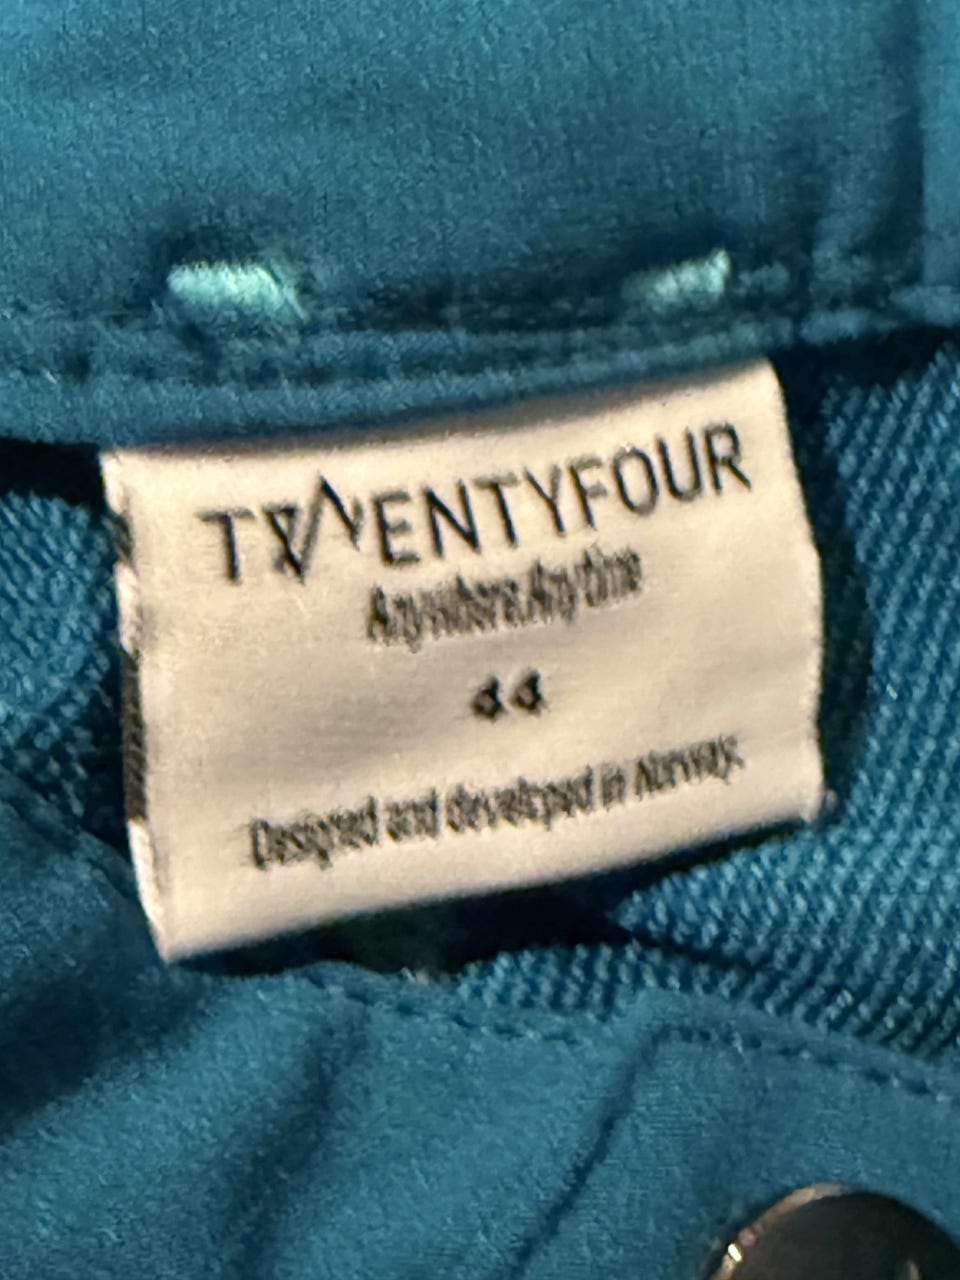 TWENTYFOUR
Anywhere. Anytime
44
Designed and developed in Norway.